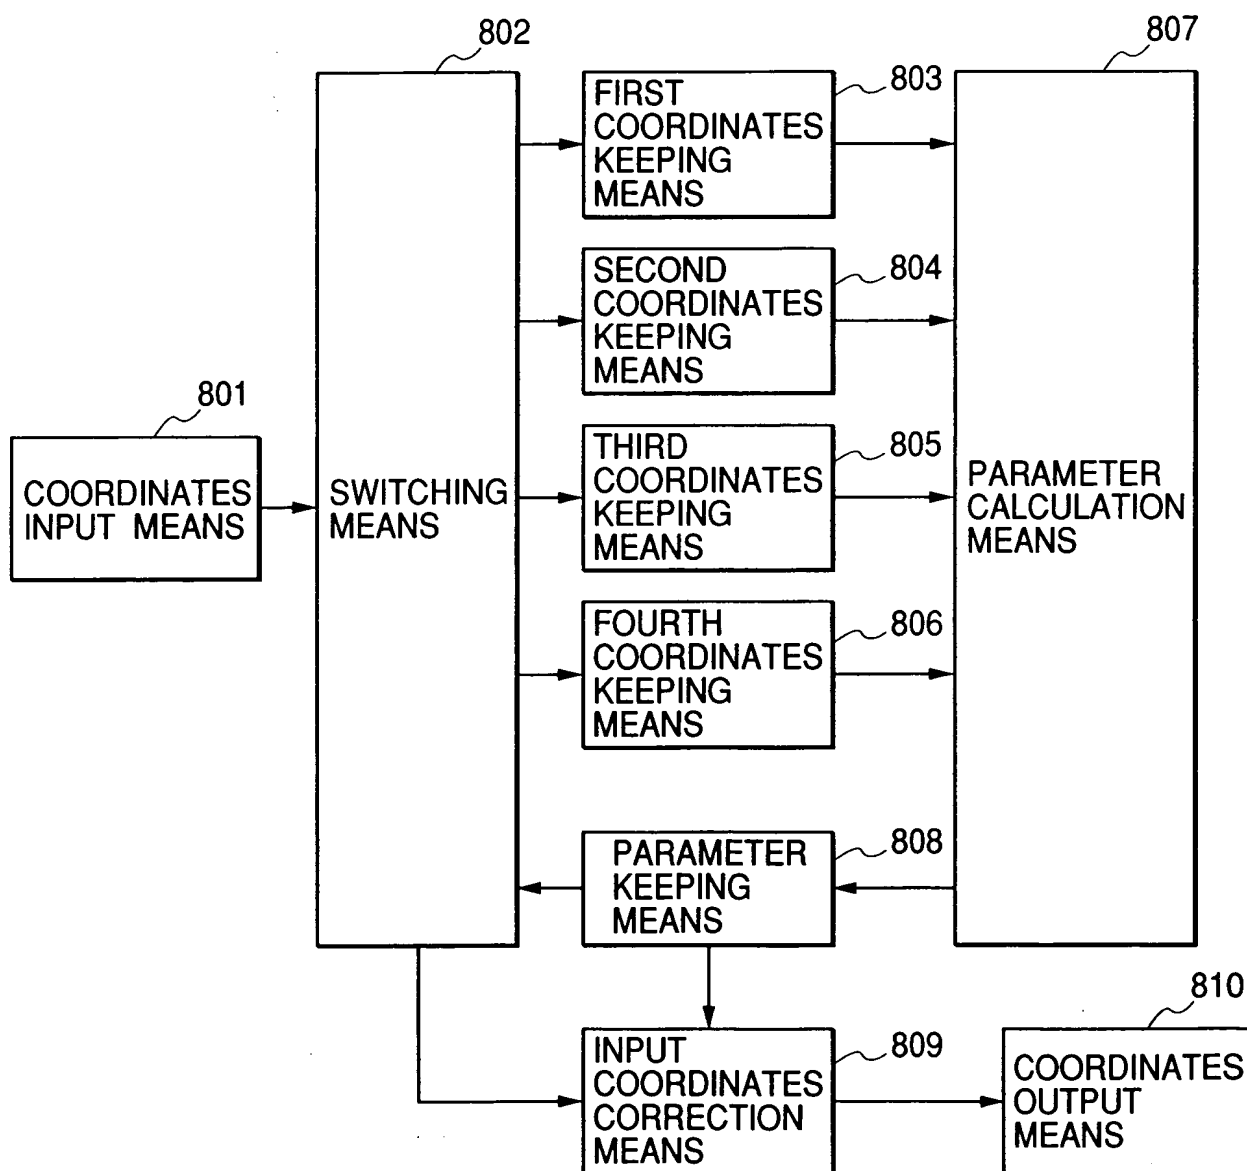 802
807
803
FIRST
COORDINATES
KEEPING
MEANS
804
SECOND
COORDINATES
KEEPING
MEANS
801
COORDINATES
INPUT MEANS
SWITCHING
MEANS
805
THIRD
COORDINATES
KEEPING
MEANS
PARAMETER
CALCULATION
MEANS
806
FOURTH
COORDINATES
KEEPING
MEANS
808
PARAMETER
KEEPING
MEANS
809
INPUT
COORDINATES
CORRECTION
MEANS
810
COORDINATES
OUTPUT
MEANS